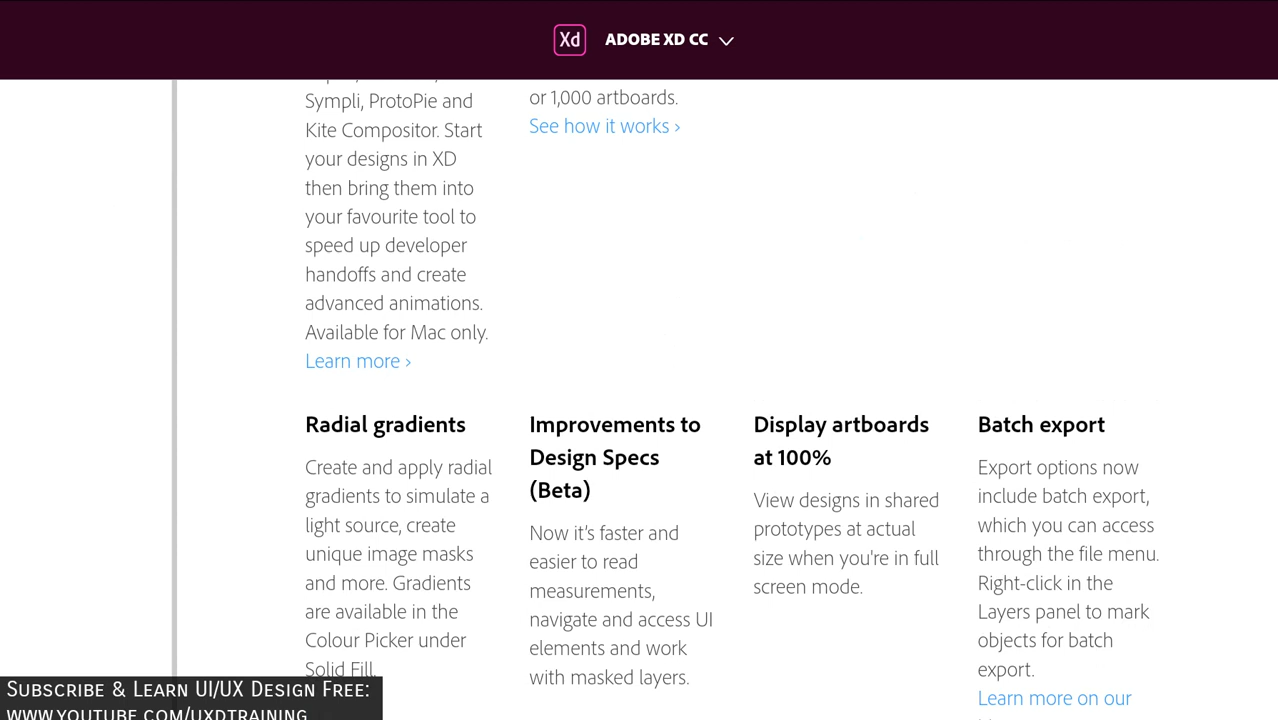 Xd ADOBE XD CC
Sympli, ProtoPie and
Kite Compositor. Start
your designs in XD
then bring them into
your favourite tool to
speed up developer
handoffs and create
advanced animations.
Available for Mac only.
Learn more ›
or 1,000 artboards.
See how it works ›
Radial gradients
Create and apply radial
gradients to simulate a
light source, create
unique image masks
and more. Gradients
are available in the
Colour Picker under
Solid Fill.
Improvements to
Design Specs
(Beta)
Now it's faster and
easier to read
measurements,
navigate and access UI
elements and work
with masked layers.
Display artboards
at 100%
View designs in shared
prototypes at actual
size when you're in full
screen mode.
Batch export
Export options now
include batch export,
which you can access
through the file menu.
Right-click in the
Layers panel to mark
objects for batch
export.
Learn more on our
Subscribe & Learn UI/UX Design Free:
www.youtube.com/uxdtraining